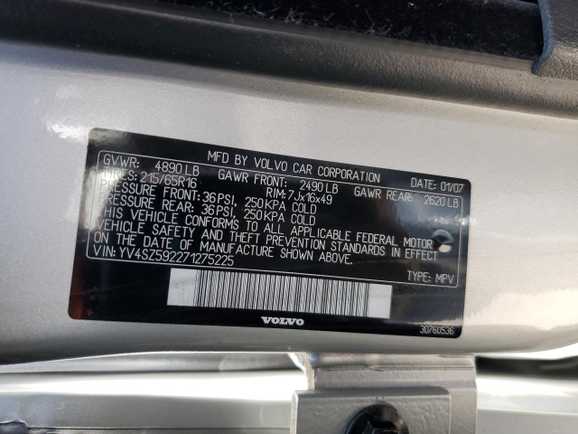 MFD BY VOLVO CAR CORPORATION
GVWR: 4890 LB GAWR FRONT: 2490 LB GAWR REAR: 2620 LB DATE: 01/07
TIRES: 215/65R16 RIM: 7Jx16x49
PRESSURE FRONT: 36 PSI, 250 KPA COLD
PRESSURE REAR: 36 PSI, 250 KPA COLD
THIS VEHICLE CONFORMS TO ALL APPLICABLE FEDERAL MOTOR
VEHICLE SAFETY AND THEFT PREVENTION STANDARDS IN EFFECT
ON THE DATE OF MANUFACTURE SHOWN ABOVE.
VIN: YV4SZ592271275225 TYPE: MPV
VOLVO
30760536